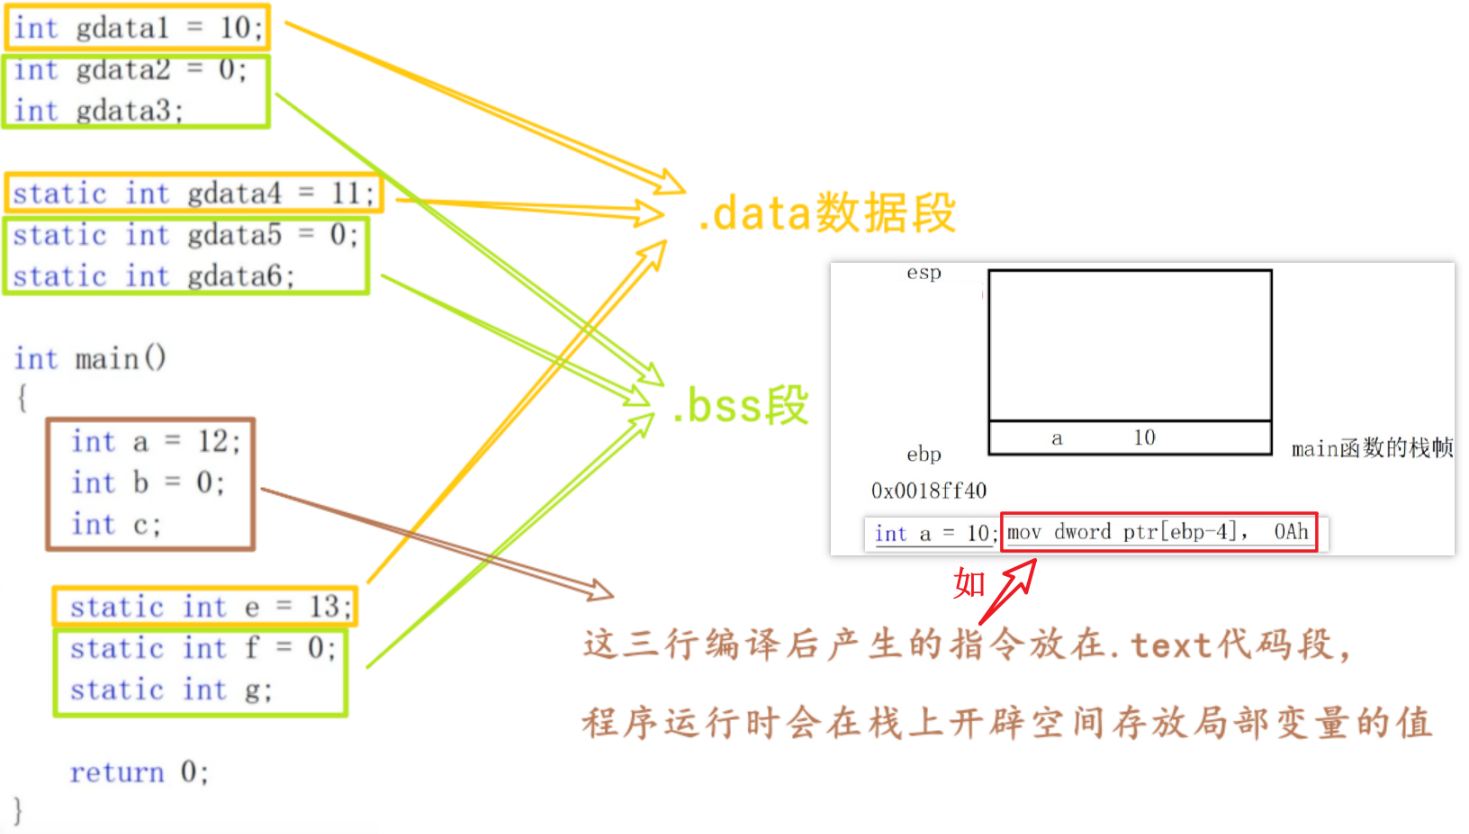 int gdata1 = 10;
int gdata2 = 0;
int gdata3;
static int gdata4 = 11;
static int gdata5 = 0;
static int gdata6;
int main()
{
int a = 12;
int b = 0;
int c;
static int e = 13;
static int f = 0;
static int g;
return 0;
}
.data数据段
.bss段
esp
a 10
ebp
main函数的栈帧
0x0018ff40
int a = 10; mov dword ptr[ebp-4], 0Ah
如
这三行编译后产生的指令放在.text代码段，
程序运行时会在栈上开辟空间存放局部变量的值